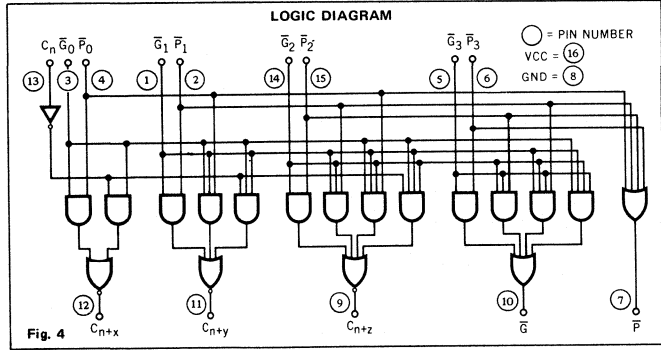 LOGIC DIAGRAM
Cn G̅0 P̅0 G̅1 P̅1 G̅2 P̅2 G̅3 P̅3
= PIN NUMBER
VCC = 16
GND = 8
13 3 4 1 2 14 15 5 6
12 11 9 10 7
Cn+x Cn+y Cn+z G̅ P̅
Fig. 4